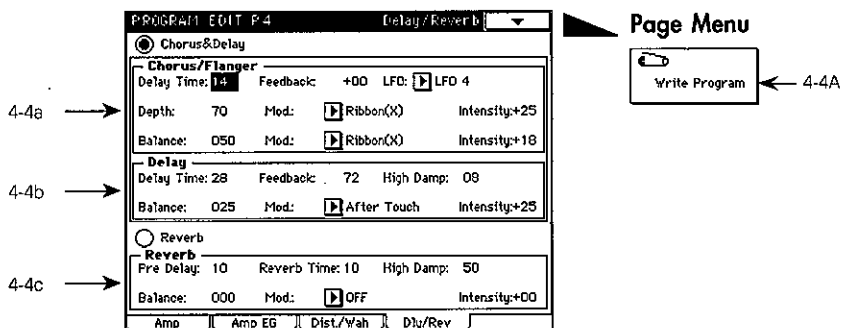 PROGRAM EDIT P4 Delay/Reverb
Chorus&Delay
Chorus/Flanger
Delay Time: 14 Feedback: +00 LFO: LFO 4
Depth: 70 Mod.: Ribbon(X) Intensity:+25
Balance: 050 Mod.: Ribbon(X) Intensity:+18
Delay
Delay Time: 28 Feedback: 72 High Damp: 08
Balance: 025 Mod.: After Touch Intensity:+25
Reverb
Reverb
Pre Delay: 10 Reverb Time: 10 High Damp: 50
Balance: 000 Mod.: OFF Intensity:+00
Amp Amp EG Dist./Wah Dly/Rev
4-4a
4-4b
4-4c
Page Menu
Write Program
4-4A